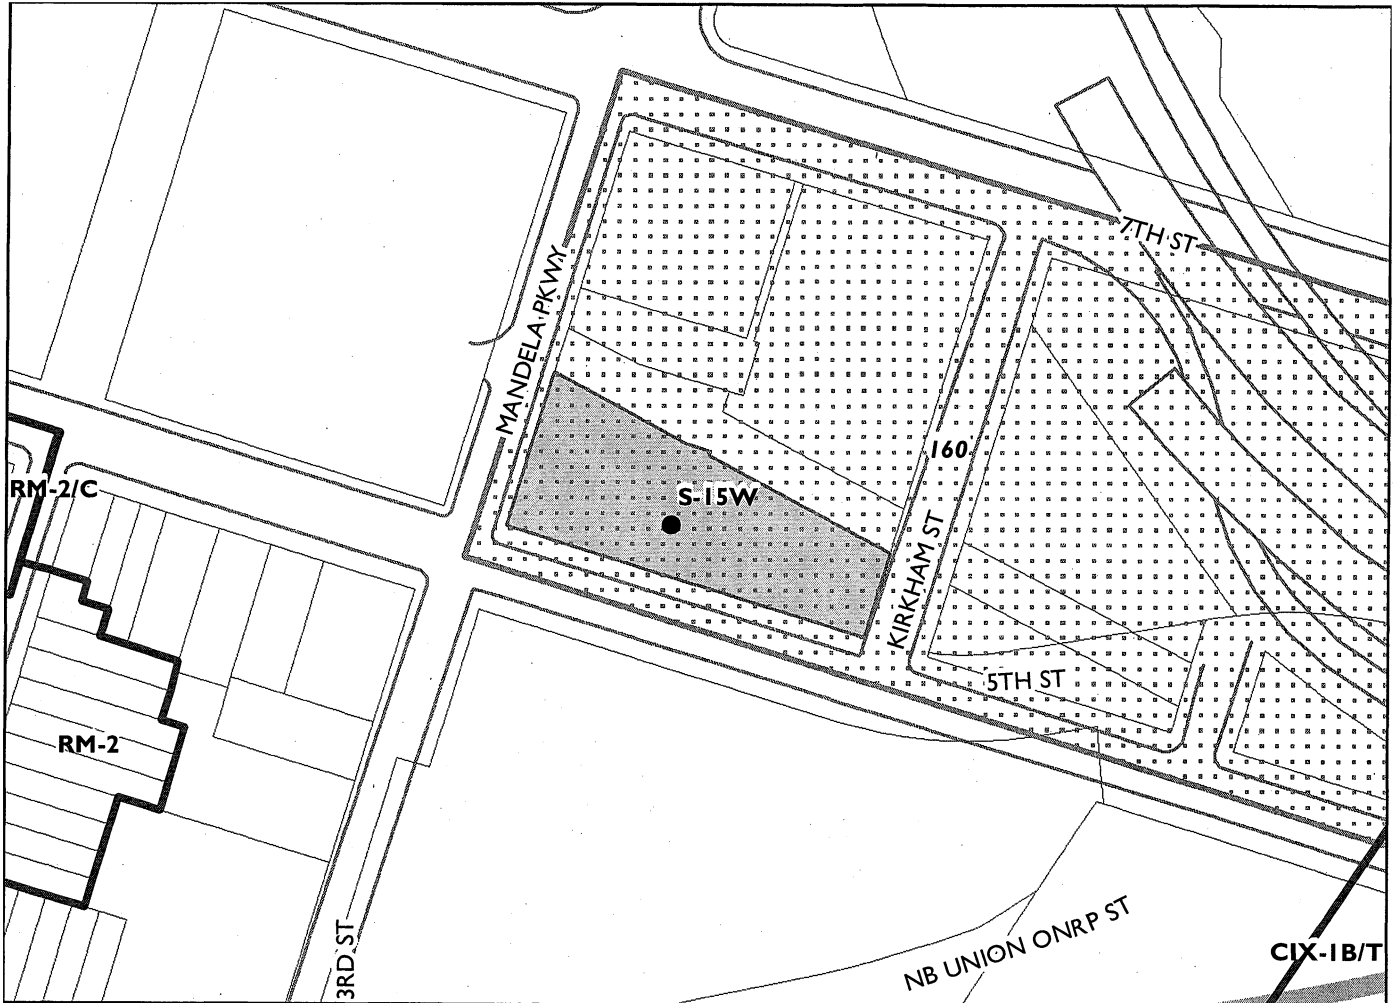 7TH ST
MANDELA PKWY
160
RM-2/C
S-15W
KIRKHAM ST
5TH ST
RM-2
3RD ST
NB UNION ONRP ST
CIX-1B/T